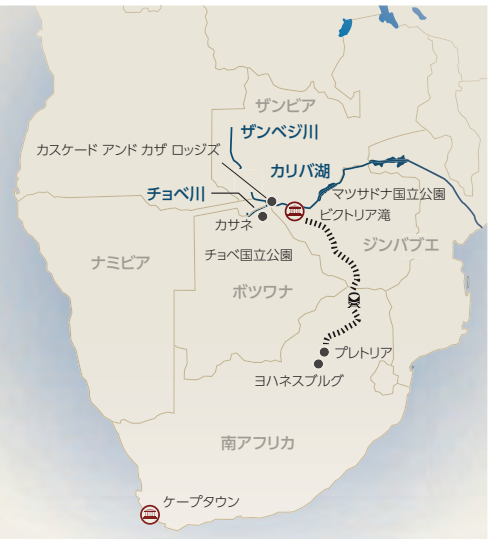 ザンビア
ザンベジ川
カスケード アンド カザ ロッジズ
カリバ湖
チョベ川
マツサドナ国立公園
ビクトリア滝
カサネ
ジンバブエ
チョベ国立公園
ナミビア
ボツワナ
プレトリア
ヨハネスブルグ
南アフリカ
ケープタウン